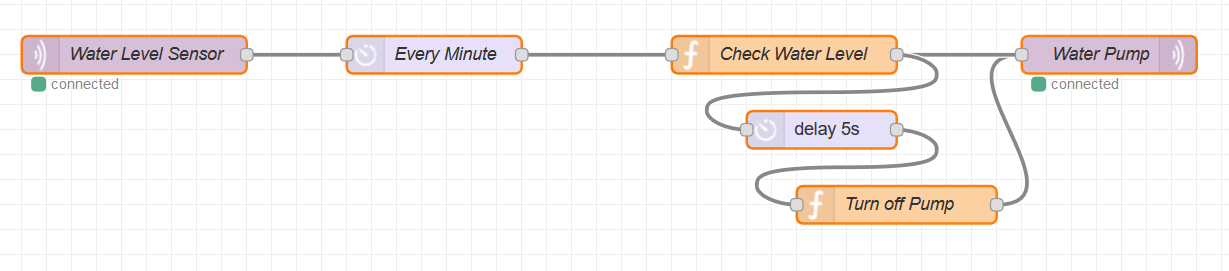 Water Level Sensor
Every Minute
Check Water Level
Water Pump
connected
connected
delay 5s
Turn off Pump